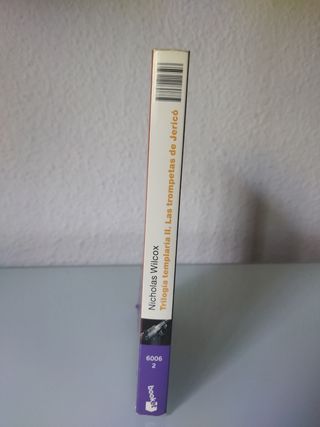 Nicholas Wilcox
Trilogía templaria II. Las trompetas de Jericó
6006
2
booket